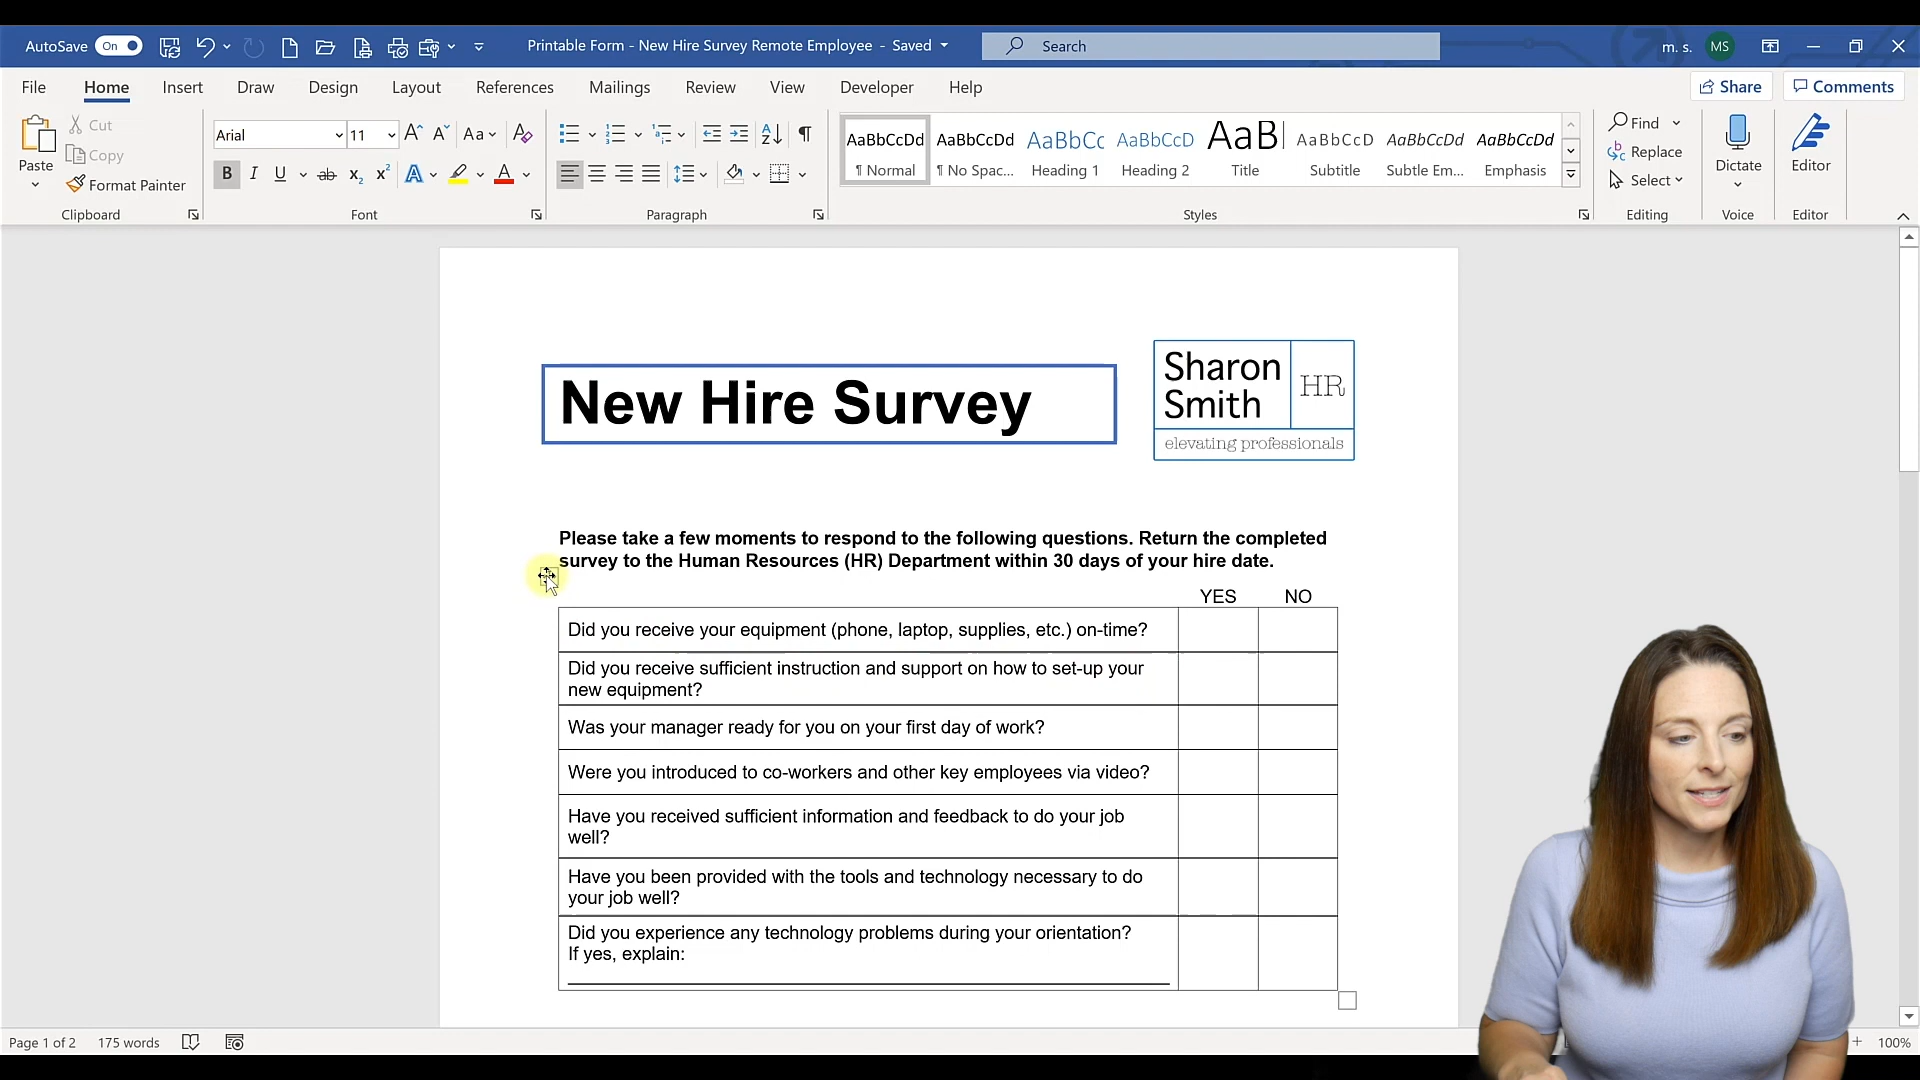 AutoSave On Printable Form - New Hire Survey Remote Employee - Saved Search m. s. MS
File Home Insert Draw Design Layout References Mailings Review View Developer Help Share Comments
Paste
Cut
Copy
Format Painter
Clipboard
Arial 11
Font
Paragraph
AaBbCcDd AaBbCcDd AaBbCc AaBbCcD AaB AaBbCcD AaBbCcDd AaBbCcDd
¶ Normal ¶ No Spac... Heading 1 Heading 2 Title Subtitle Subtle Em... Emphasis
Styles
Find
Replace
Select
Editing
Dictate
Voice
Editor
Editor
New Hire Survey
Sharon
Smith
HR
elevating professionals
Please take a few moments to respond to the following questions. Return the completed
survey to the Human Resources (HR) Department within 30 days of your hire date.
YES NO
Did you receive your equipment (phone, laptop, supplies, etc.) on-time?
Did you receive sufficient instruction and support on how to set-up your
new equipment?
Was your manager ready for you on your first day of work?
Were you introduced to co-workers and other key employees via video?
Have you received sufficient information and feedback to do your job
well?
Have you been provided with the tools and technology necessary to do
your job well?
Did you experience any technology problems during your orientation?
If yes, explain:
Page 1 of 2 175 words 100%